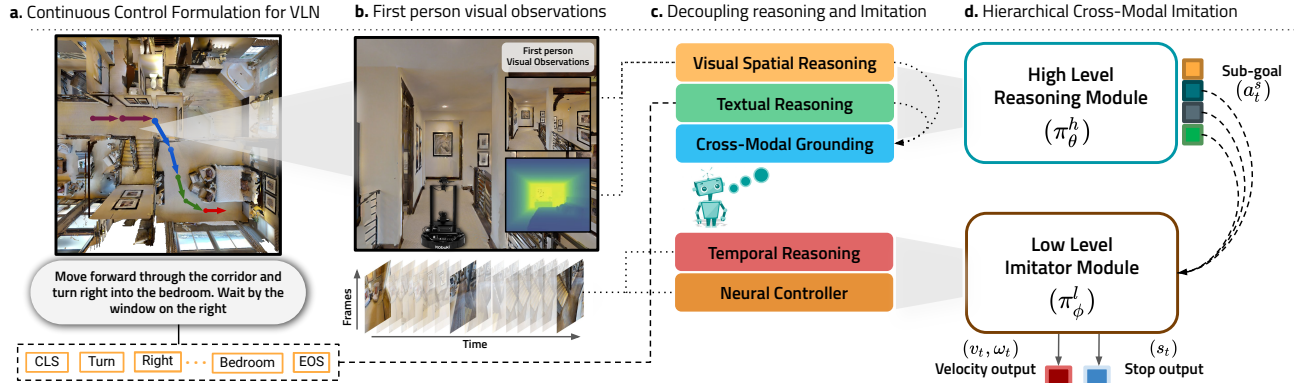 a. Continuous Control Formulation for VLN
b. First person visual observations
c. Decoupling reasoning and Imitation
d. Hierarchical Cross-Modal Imitation
First person
Visual Observations
Move forward through the corridor and
turn right into the bedroom. Wait by the
window on the right
CLS
Turn
Right
Bedroom
EOS
Frames
Time
Visual Spatial Reasoning
Textual Reasoning
Cross-Modal Grounding
Temporal Reasoning
Neural Controller
High Level
Reasoning Module
(π_θ^h)
Sub-goal
(a_t^s)
Low Level
Imitator Module
(π_ϕ^l)
(v_t, ω_t)
Velocity output
(s_t)
Stop output